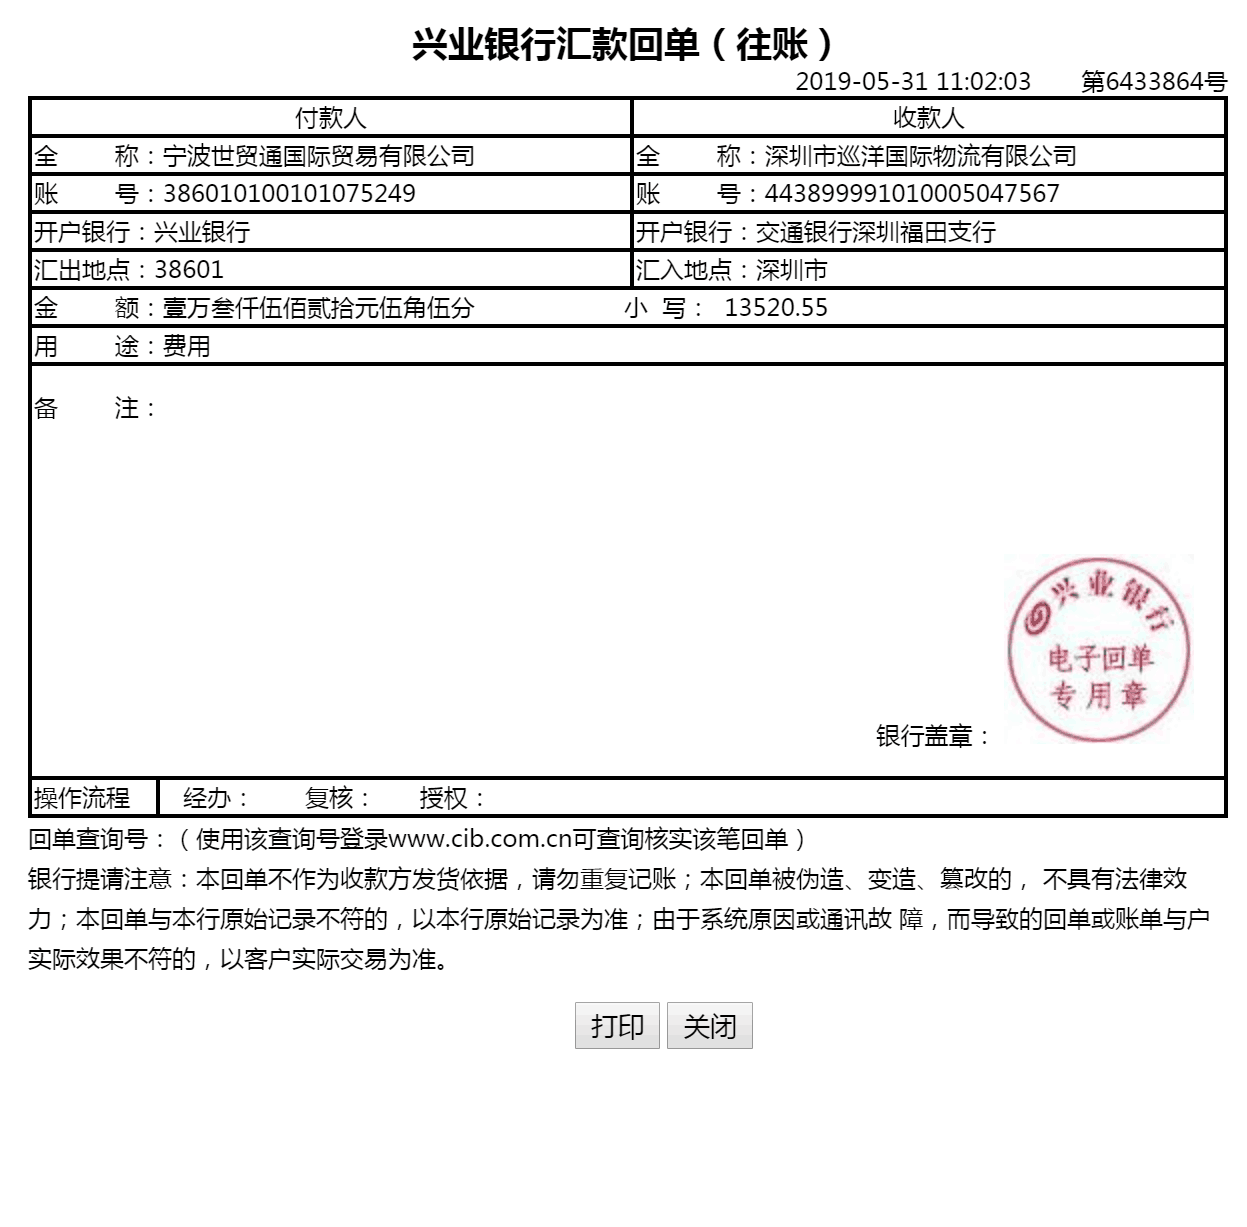 兴业银行汇款回单（往账）
2019-05-31 11:02:03 第6433864号
付款人 收款人
全 称：宁波世贸通国际贸易有限公司 全 称：深圳市巡洋国际物流有限公司
账 号：386010100101075249 账 号：443899991010005047567
开户银行：兴业银行 开户银行：交通银行深圳福田支行
汇出地点：38601 汇入地点：深圳市
金 额：壹万叁仟伍佰贰拾元伍角伍分 小 写： 13520.55
用 途：费用
备 注：
兴业银行
电子回单
专用章
银行盖章：
操作流程 经办： 复核： 授权：
回单查询号：（使用该查询号登录www.cib.com.cn可查询核实该笔回单）
银行提请注意：本回单不作为收款方发货依据，请勿重复记账；本回单被伪造、变造、篡改的， 不具有法律效
力；本回单与本行原始记录不符的，以本行原始记录为准；由于系统原因或通讯故 障，而导致的回单或账单与户
实际效果不符的，以客户实际交易为准。
打印 关闭